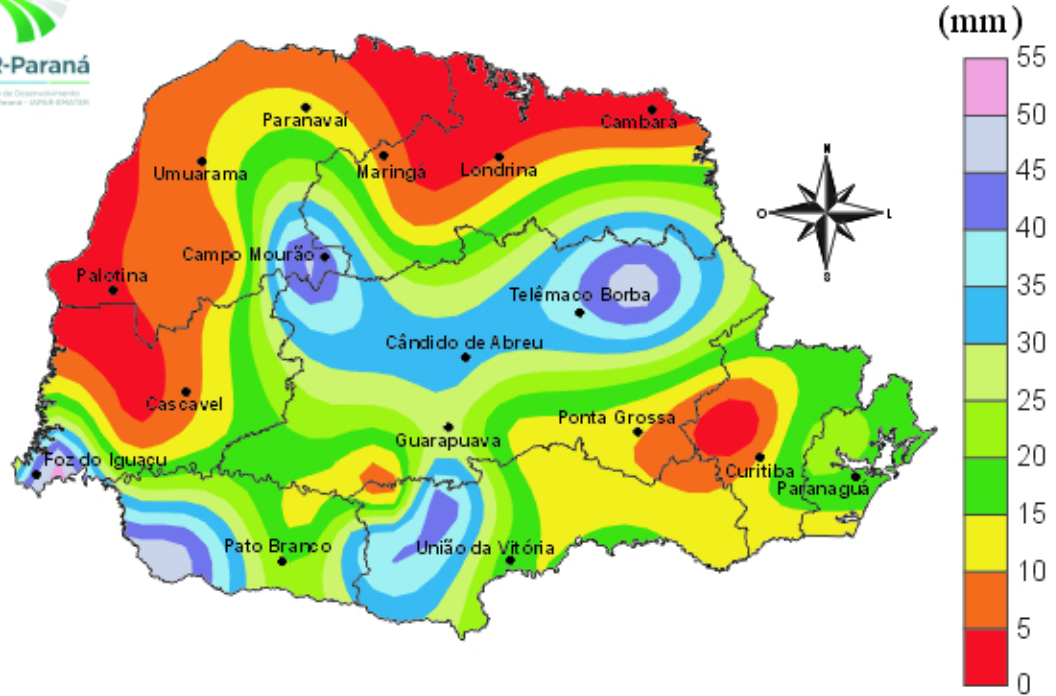 R-Paraná
(mm)
55
50
45
40
35
30
25
20
15
10
5
0
N
O
L
S
Paranavaí
Cambará
Umuarama
Maringá
Londrina
Campo Mourão
Palotina
Telêmaco Borba
Cândido de Abreu
Cascavel
Ponta Grossa
Guarapuava
Foz do Iguaçu
Curitiba
Paranaguá
Pato Branco
União da Vitória